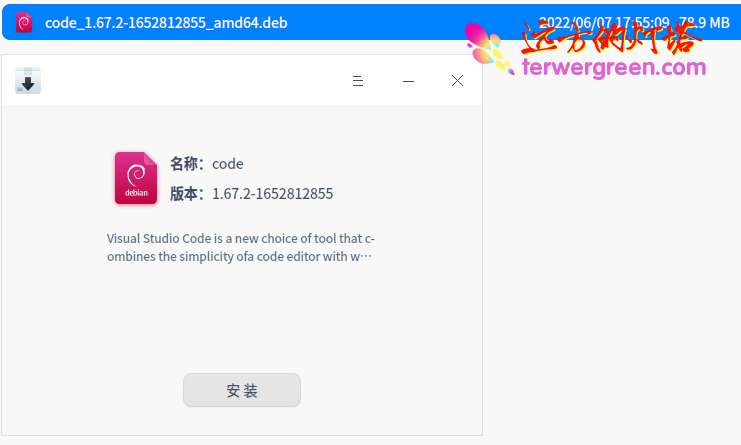 code_1.67.2-1652812855_amd64.deb 2022/06/07 17:55:09 78.9 MB
远方的灯塔
terwergreen.com
debian
名称：code
版本：1.67.2-1652812855
Visual Studio Code is a new choice of tool that c-
ombines the simplicity ofa code editor with w…
安装